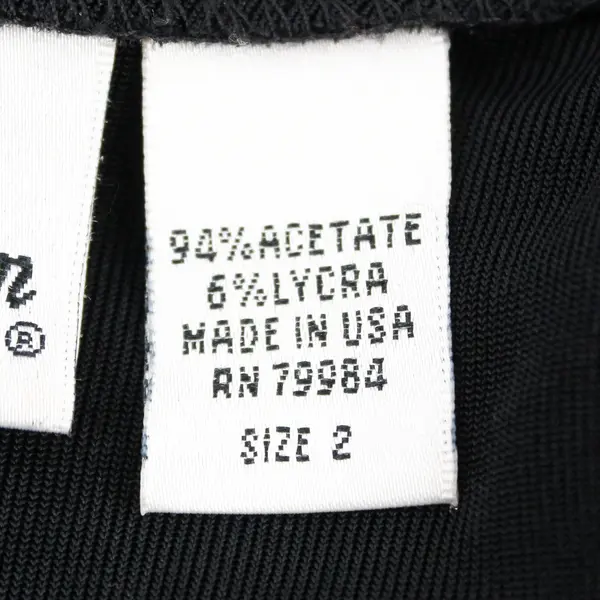 n
®
94% ACETATE
6% LYCRA
MADE IN USA
RN 79984
SIZE 2